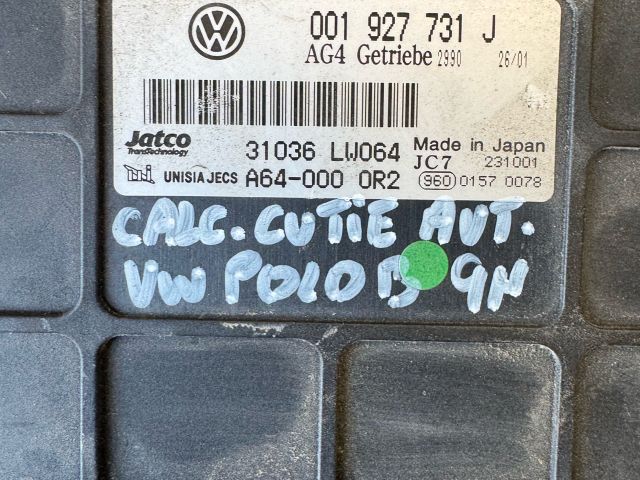 001 927 731 J
AG4 Getriebe 2990 26/01
Jatco 31036 LW064 Made in Japan
TransTechnology JC7 231001
UNISIA JECS A64-000 0R2 960 0157 0078
CALC. CUTIE AUT.
VW POLO 9N